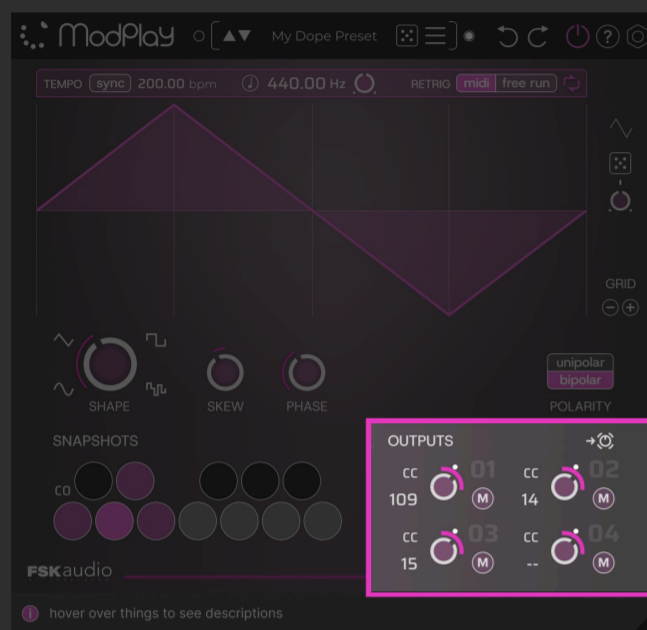 ModPlay My Dope Preset ?
TEMPO sync 200.00 bpm 440.00 Hz RETRIG midi free run
GRID
unipolar
bipolar
SHAPE SKEW PHASE POLARITY
SNAPSHOTS
C0
OUTPUTS
CC 01
109 M
CC 02
14 M
CC 03
15 M
CC 04
-- M
FSKaudio
i hover over things to see descriptions